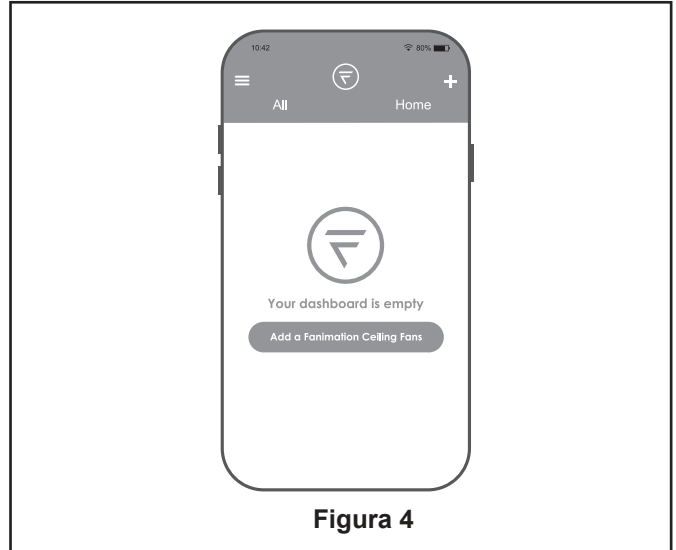 10:42 80%
All Home
Your dashboard is empty
Add a Fanimation Ceiling Fans
Figura 4